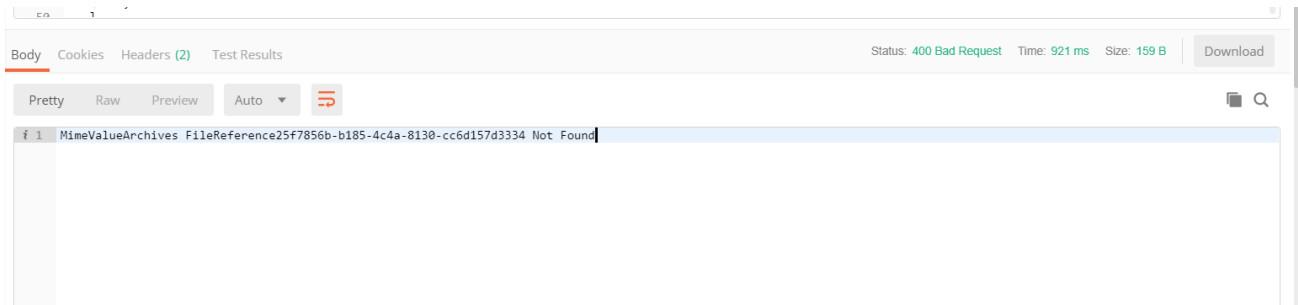 Body Cookies Headers (2) Test Results Status: 400 Bad Request Time: 921 ms Size: 159 B Download
Pretty Raw Preview Auto
i 1 MimeValueArchives FileReference25f7856b-b185-4c4a-8130-cc6d157d3334 Not Found